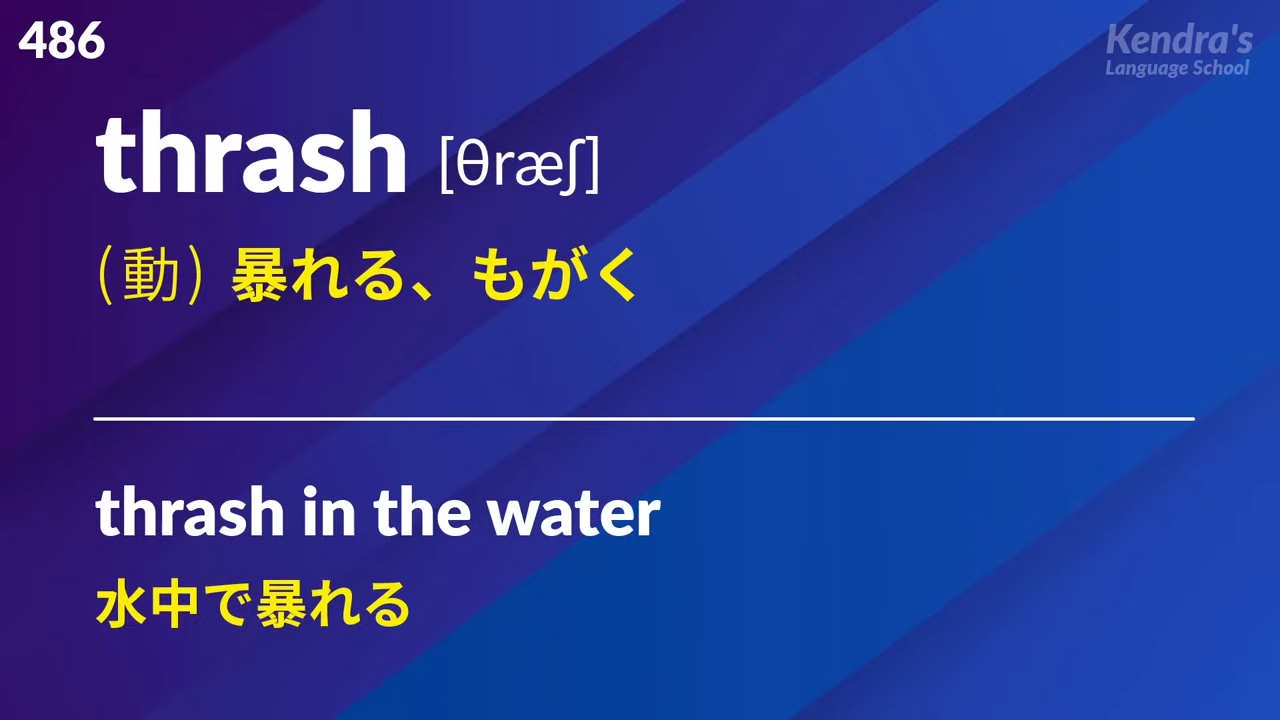 486
Kendra's
Language School
thrash [θræʃ]
(動) 暴れる、もがく
thrash in the water
水中で暴れる